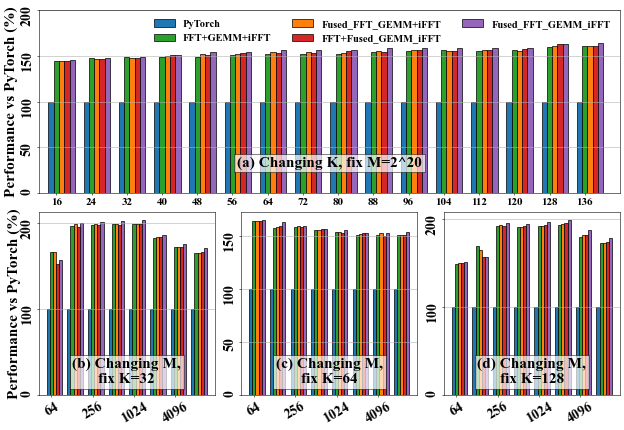 Performance vs PyTorch (%)
200
150
100
50
0
PyTorch
FFT+GEMM+iFFT
Fused_FFT_GEMM+iFFT
FFT+Fused_GEMM_iFFT
Fused_FFT_GEMM_iFFT
(a) Changing K, fix M=2^20
16 24 32 40 48 56 64 72 80 88 96 104 112 120 128 136
Performance vs PyTorch (%)
200
100
0
(b) Changing M,
fix K=32
64 256 1024 4096
150
100
50
0
(c) Changing M,
fix K=64
64 256 1024 4096
200
100
0
(d) Changing M,
fix K=128
64 256 1024 4096